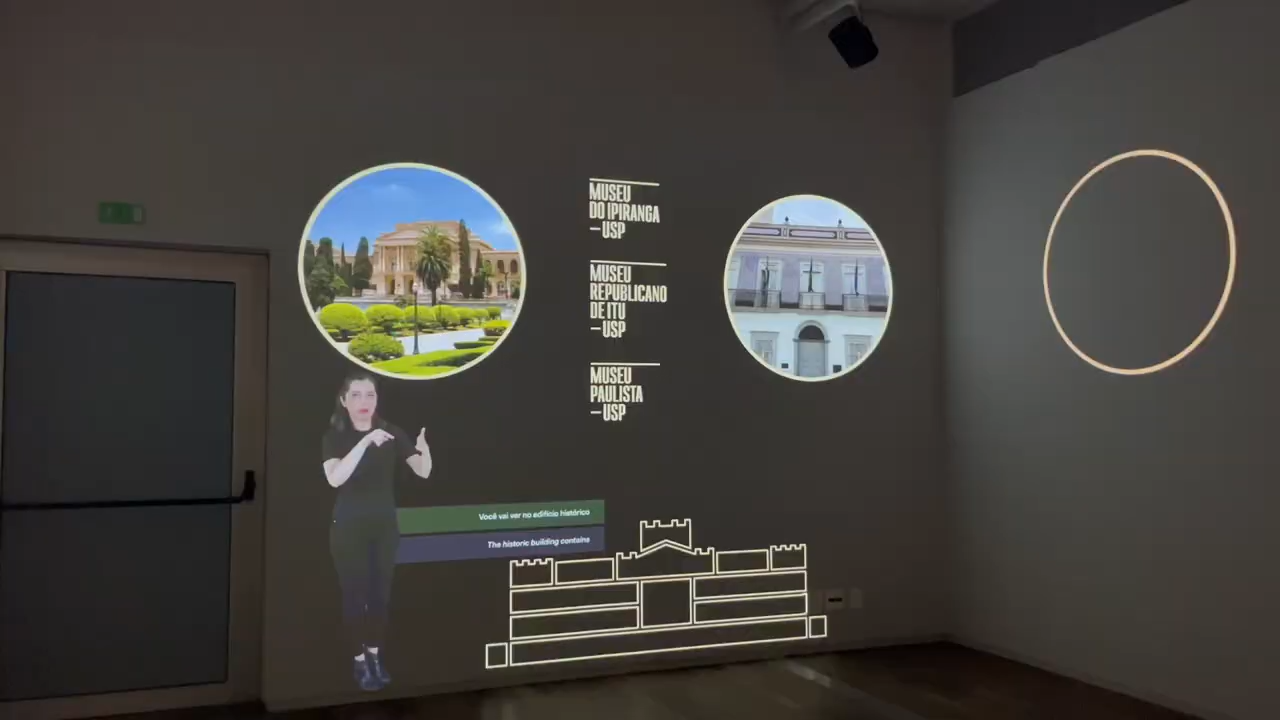 MUSEU
DO IPIRANGA
–USP
MUSEU
REPUBLICANO
DE ITU
–USP
MUSEU
PAULISTA
–USP
Você vai ver no edifício histórico
The historic building contains